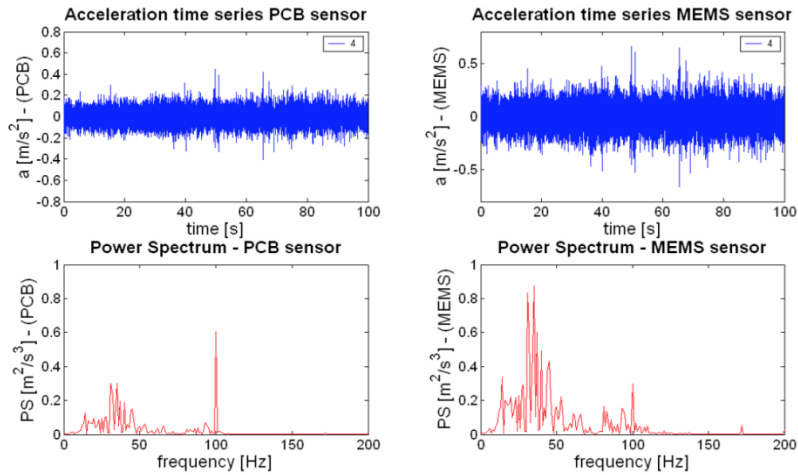 Acceleration time series PCB sensor
0.8
0.6
0.4
0.2
0
-0.2
-0.4
-0.6
-0.8
a [m/s²] - (PCB)
4
0 20 40 60 80 100
time [s]
Acceleration time series MEMS sensor
0.5
0
-0.5
a [m/s²] - (MEMS)
4
0 20 40 60 80 100
time [s]
Power Spectrum - PCB sensor
1
0.8
0.6
0.4
0.2
0
PS [m²/s³] - (PCB)
0 50 100 150 200
frequency [Hz]
Power Spectrum - MEMS sensor
1
0.8
0.6
0.4
0.2
0
PS [m²/s³] - (MEMS)
0 50 100 150 200
frequency [Hz]